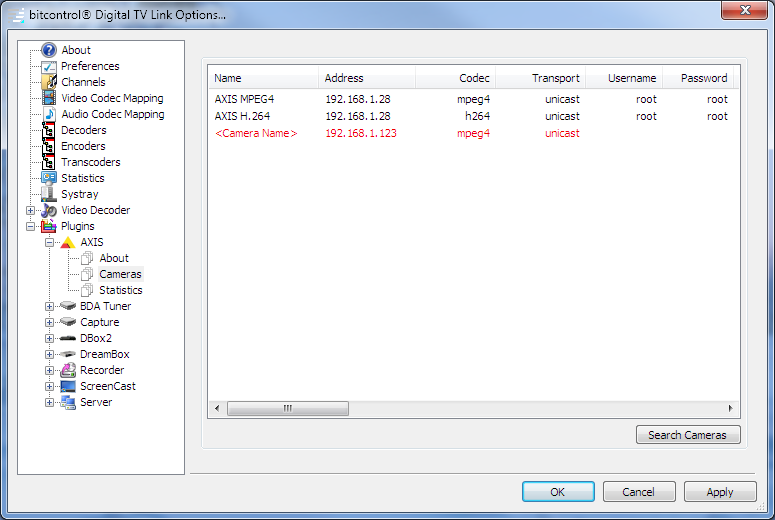 bitcontrol® Digital TV Link Options...
About
Preferences
Channels
Video Codec Mapping
Audio Codec Mapping
Decoders
Encoders
Transcoders
Statistics
Systray
Video Decoder
Plugins
AXIS
About
Cameras
Statistics
BDA Tuner
Capture
DBox2
DreamBox
Recorder
ScreenCast
Server
Name Address Codec Transport Username Password
AXIS MPEG4 192.168.1.28 mpeg4 unicast root root
AXIS H.264 192.168.1.28 h264 unicast root root
<Camera Name> 192.168.1.123 mpeg4 unicast
Search Cameras
OK Cancel Apply